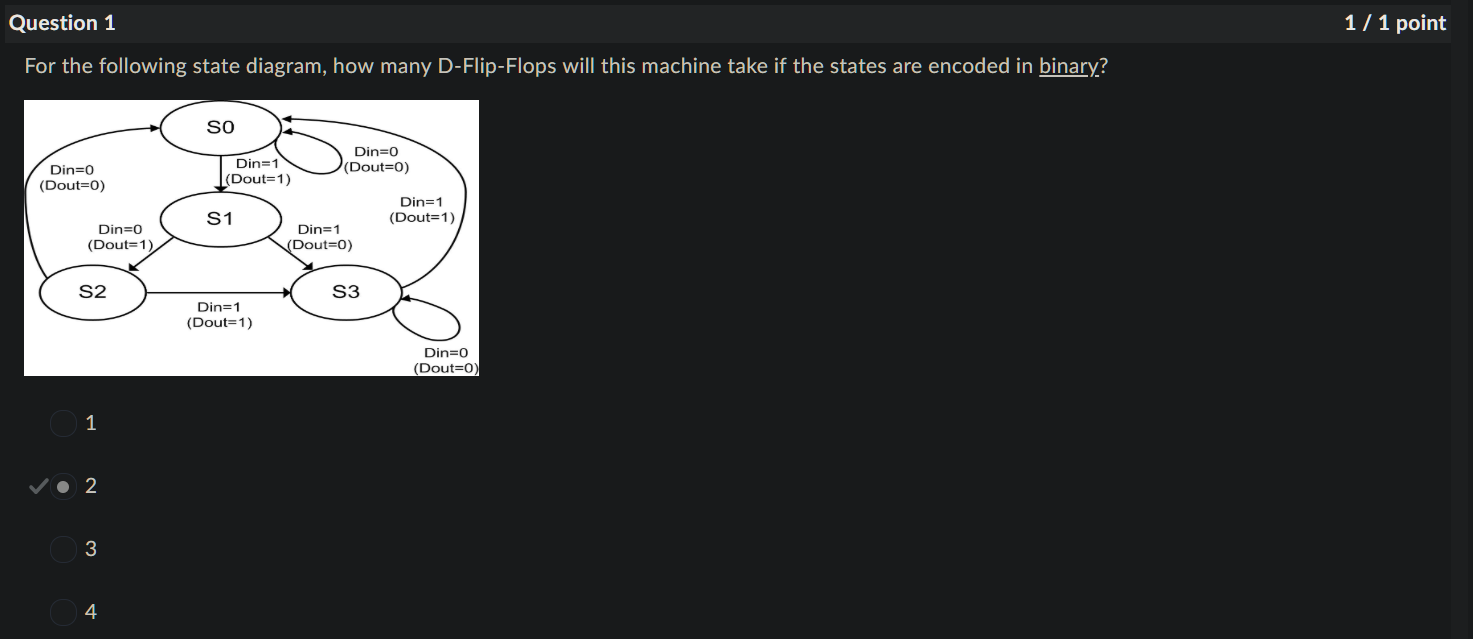 Question 1
1 / 1 point
For the following state diagram, how many D-Flip-Flops will this machine take if the states are encoded in binary?
S0
Din=0
(Dout=0)
Din=1
(Dout=1)
Din=0
(Dout=0)
Din=1
(Dout=1)
S1
Din=0
(Dout=1)
Din=1
(Dout=0)
S2
S3
Din=1
(Dout=1)
Din=0
(Dout=0)
1
2
3
4